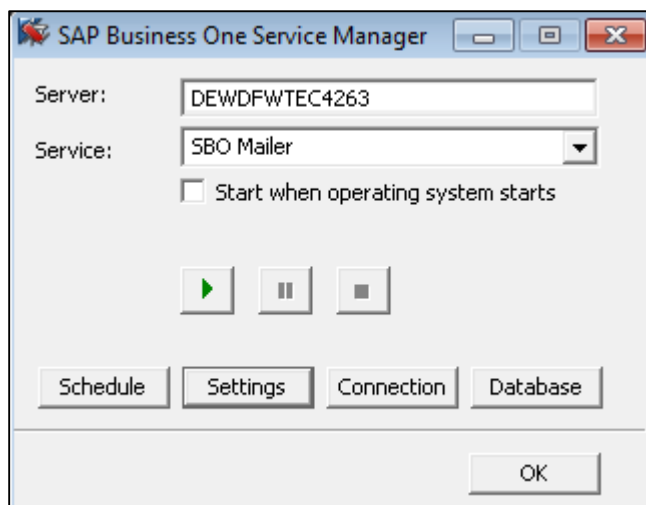 SAP Business One Service Manager
Server:
DEWDFWTEC4263
Service:
SBO Mailer
Start when operating system starts
Schedule
Settings
Connection
Database
OK